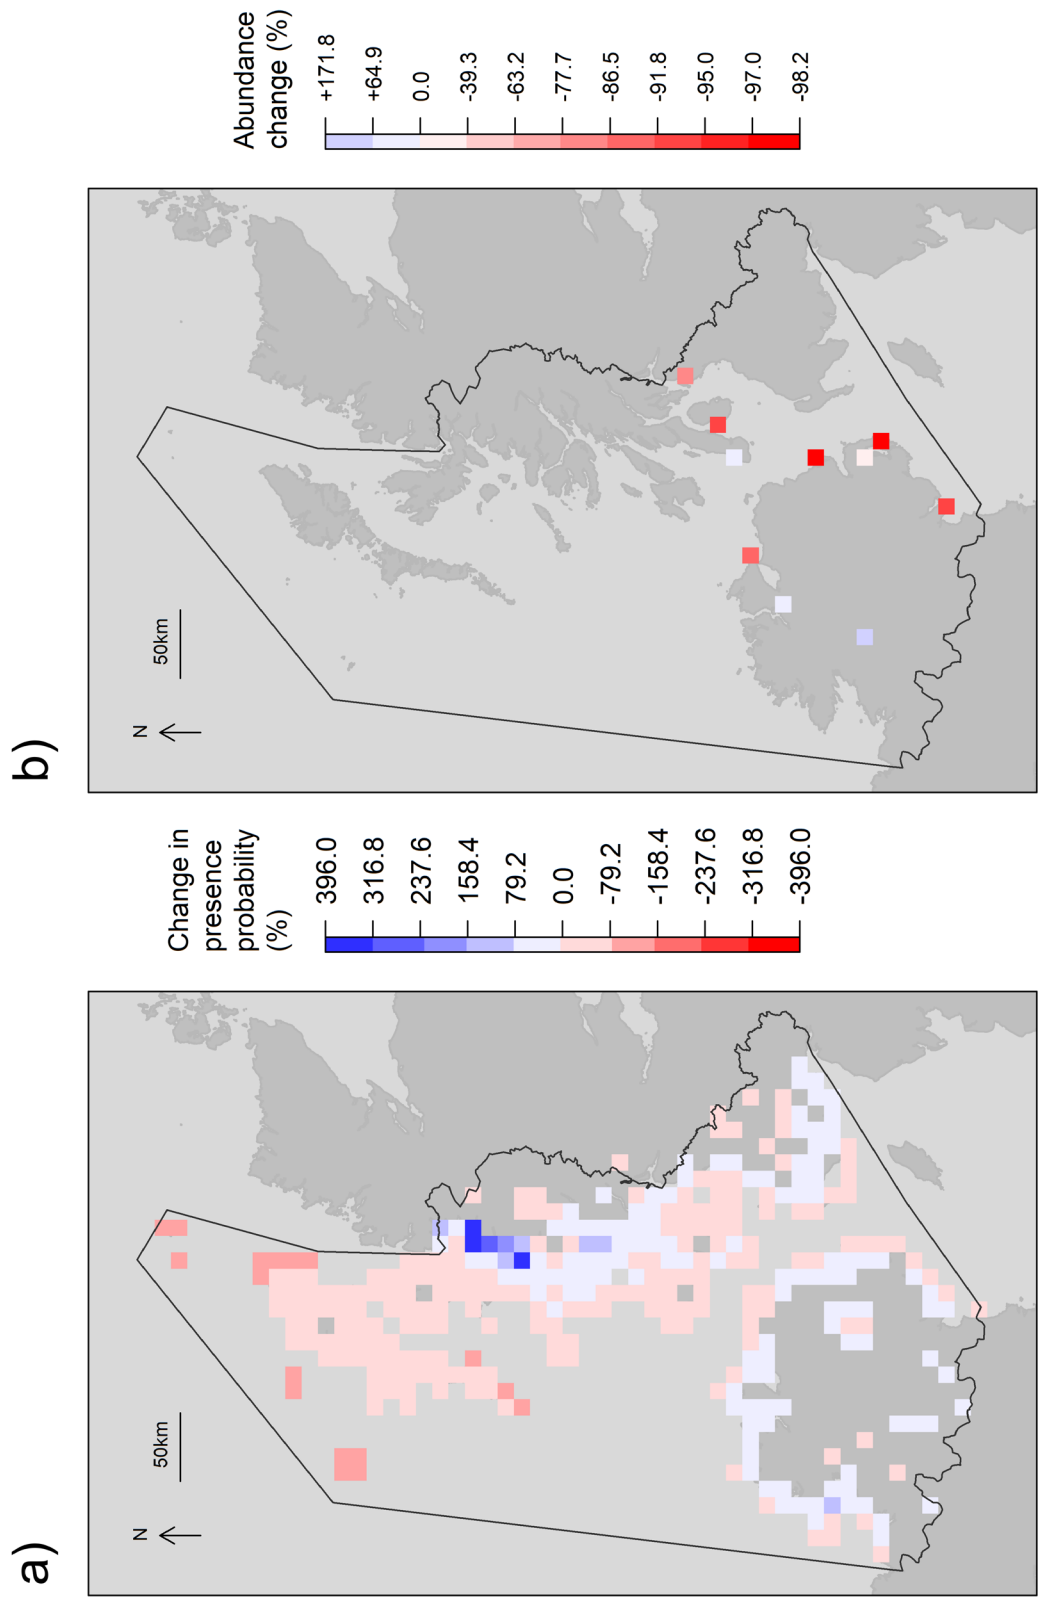 a)
N
50km
Change in
presence
probability
(%)
396.0
316.8
237.6
158.4
79.2
0.0
-79.2
-158.4
-237.6
-316.8
-396.0
b)
N
50km
Abundance
change (%)
+171.8
+64.9
0.0
-39.3
-63.2
-77.7
-86.5
-91.8
-95.0
-97.0
-98.2